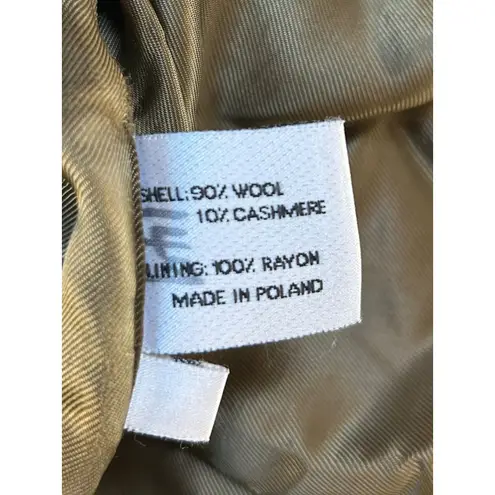 SHELL: 90% WOOL
10% CASHMERE
LINING: 100% RAYON
MADE IN POLAND